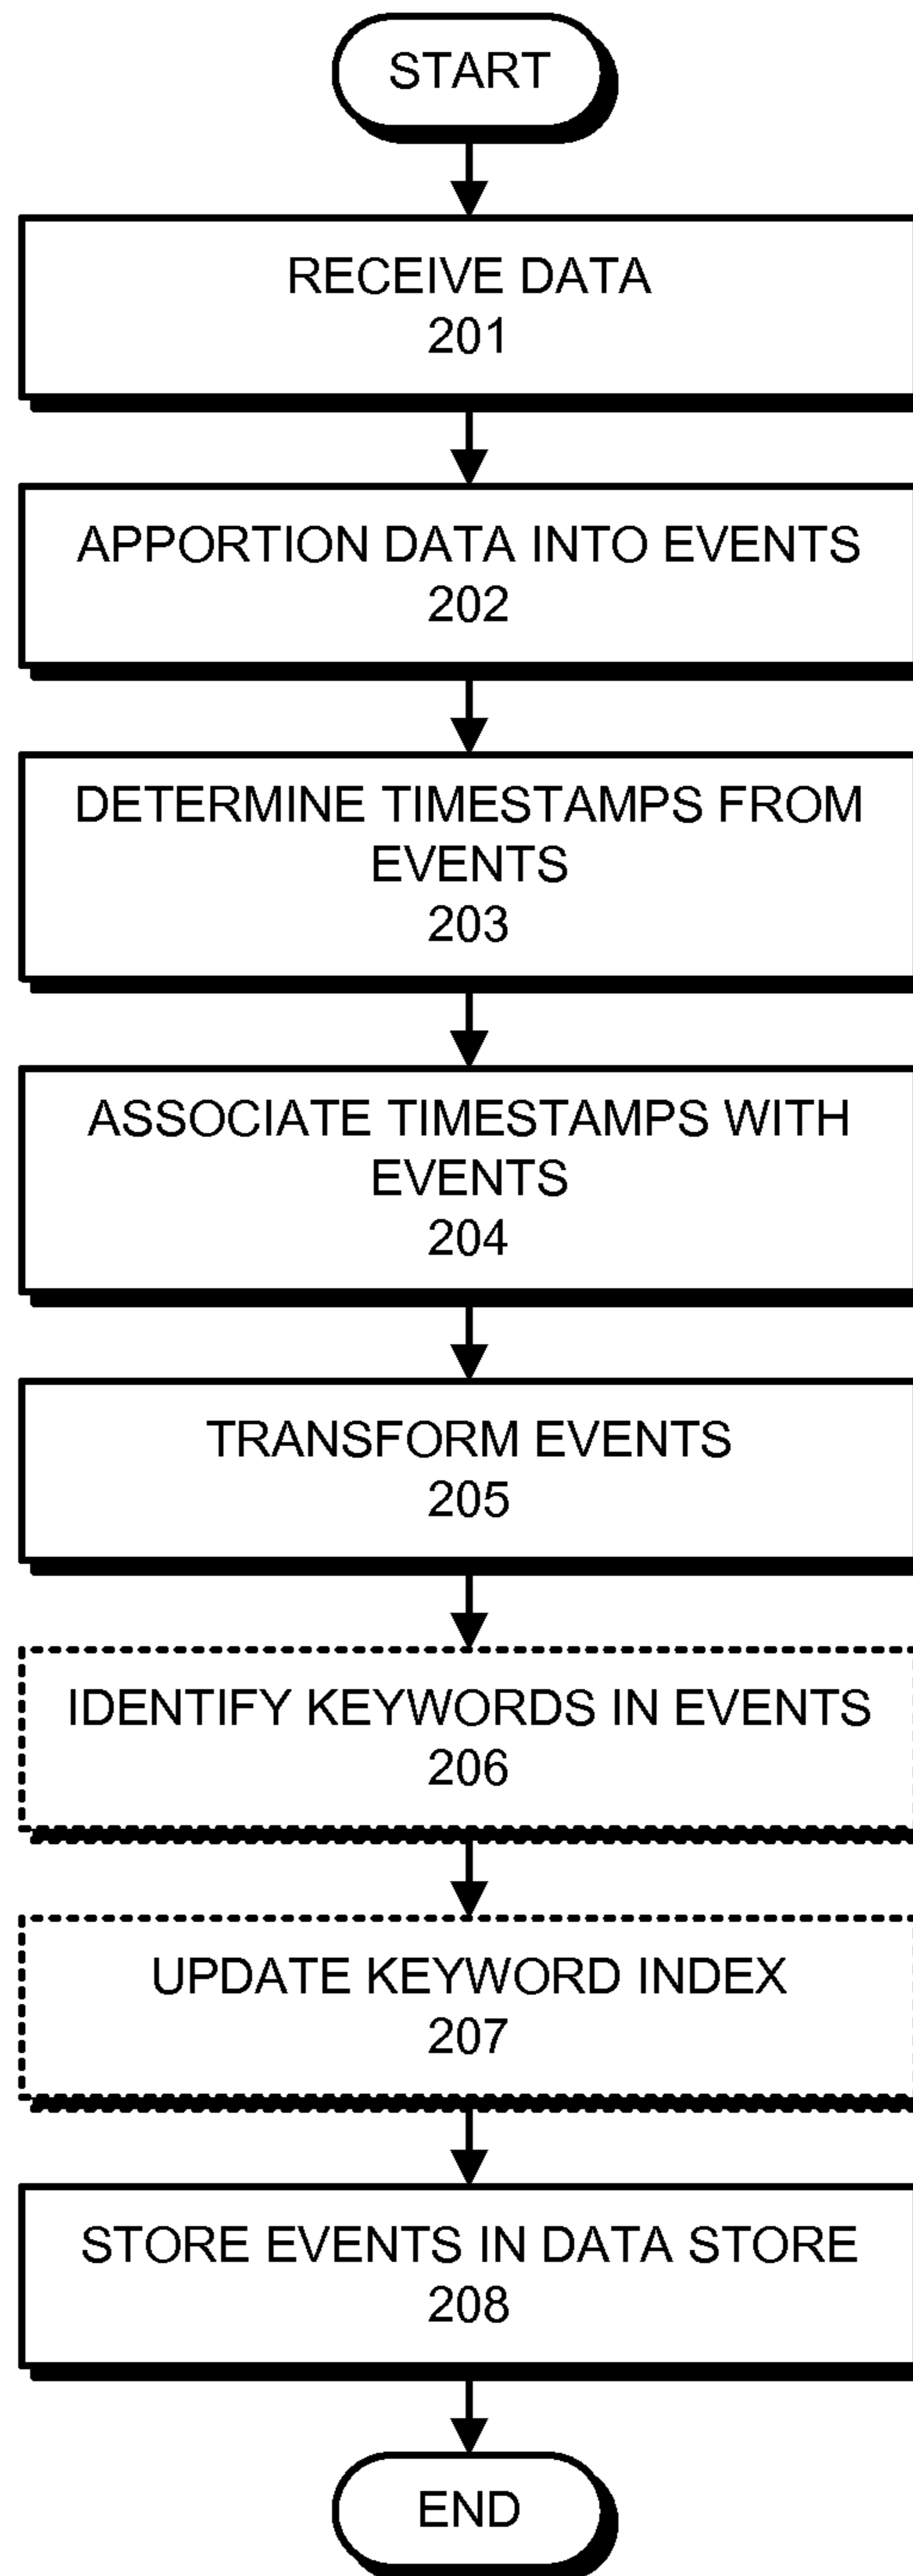 START
RECEIVE DATA
201
APPORTION DATA INTO EVENTS
202
DETERMINE TIMESTAMPS FROM
EVENTS
203
ASSOCIATE TIMESTAMPS WITH
EVENTS
204
TRANSFORM EVENTS
205
IDENTIFY KEYWORDS IN EVENTS
206
UPDATE KEYWORD INDEX
207
STORE EVENTS IN DATA STORE
208
END